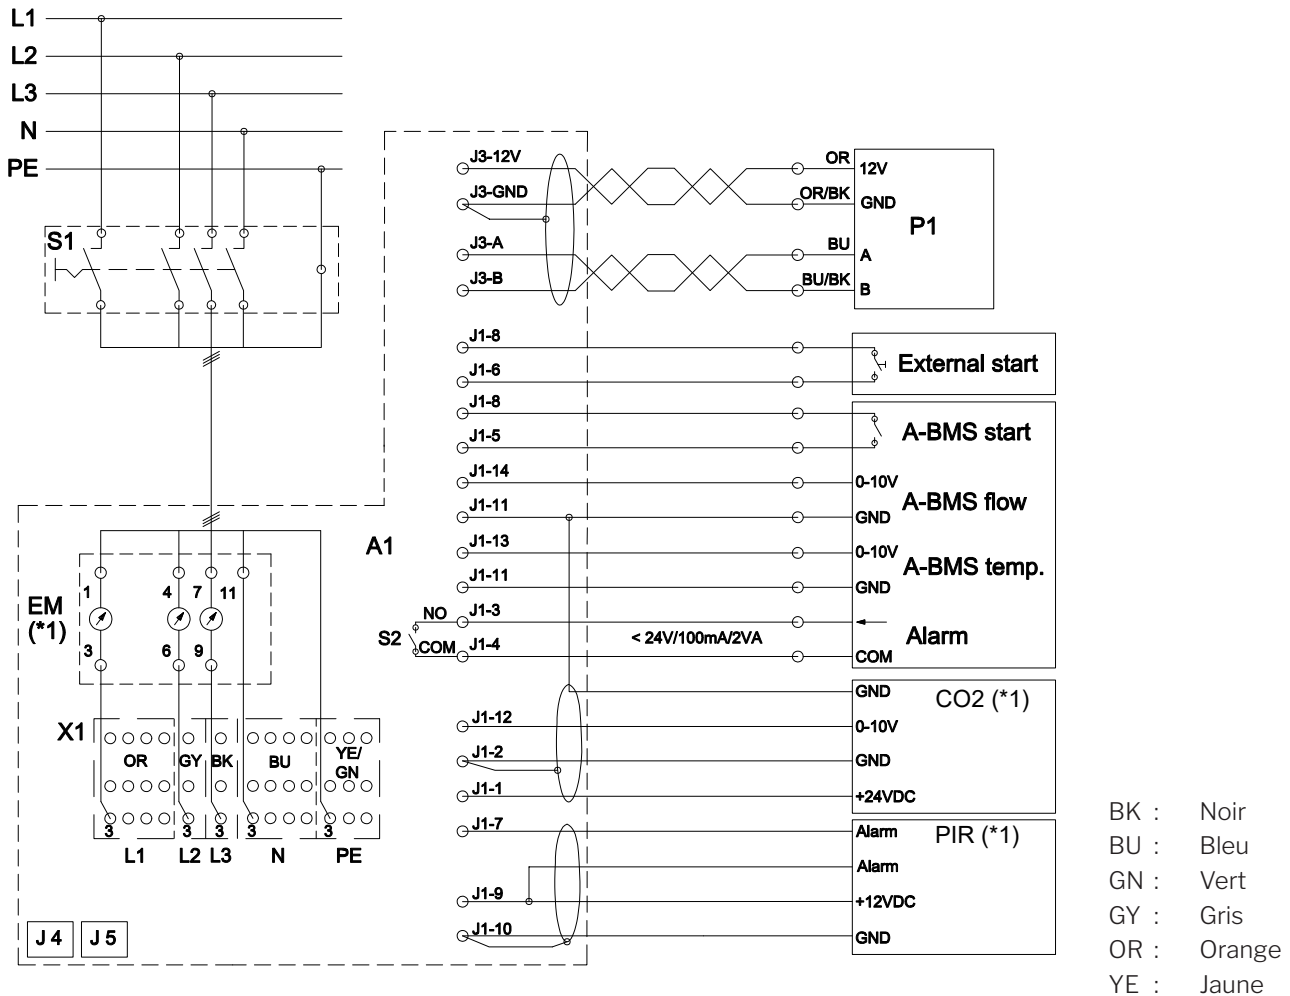 L1
L2
L3
N
PE
S1
J3-12V
J3-GND
J3-A
J3-B
OR
OR/BK
BU
BU/BK
12V
GND
A
B
P1
J1-8
J1-6
External start
J1-8
J1-5
A-BMS start
J1-14
0-10V
A-BMS flow
J1-11
GND
J1-13
0-10V
A-BMS temp.
J1-11
GND
A1
NO
J1-3
S2
COM
J1-4
< 24V/100mA/2VA
Alarm
COM
GND
CO2 (*1)
J1-12
0-10V
J1-2
GND
J1-1
+24VDC
J1-7
Alarm
PIR (*1)
Alarm
J1-9
+12VDC
J1-10
GND
EM
(*1)
1
4
7
11
3
6
9
X1
OR
GY
BK
BU
YE/
GN
3
3
3
3
3
L1
L2
L3
N
PE
J 4
J 5
BK : Noir
BU : Bleu
GN : Vert
GY : Gris
OR : Orange
YE : Jaune